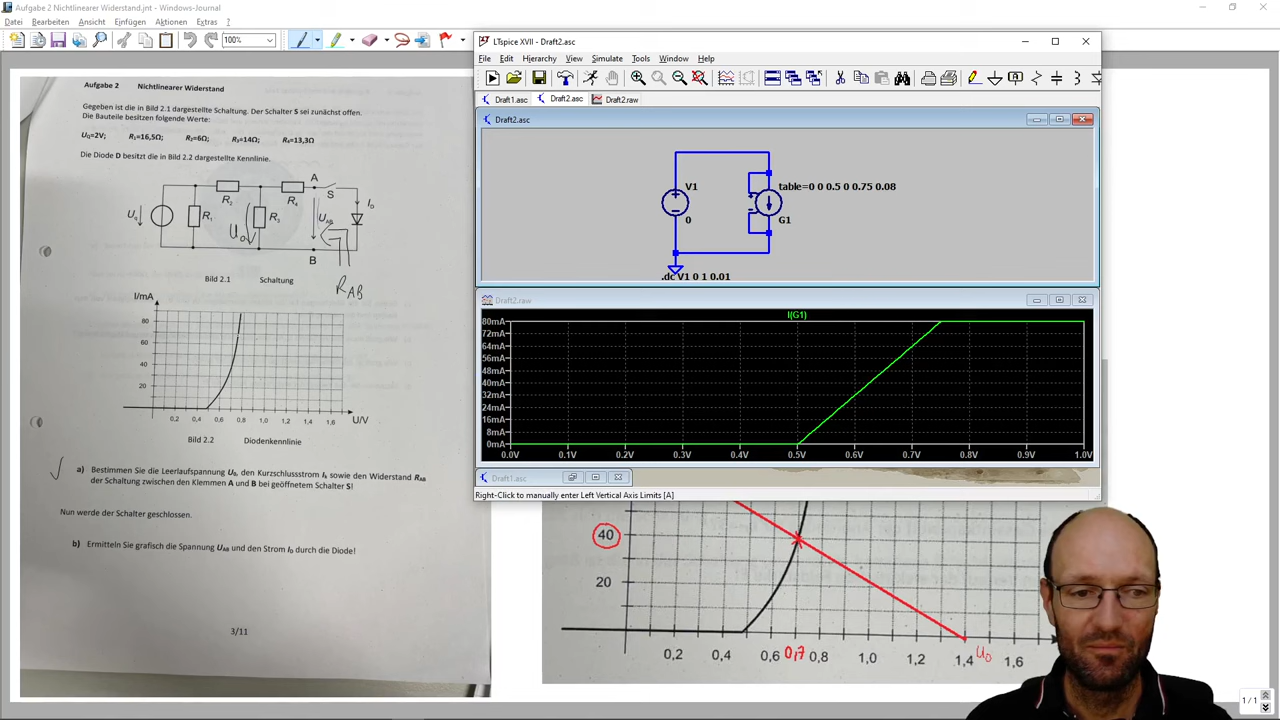 Aufgabe 2 Nichtlinearer Widerstand.jnt - Windows-Journal
Datei Bearbeiten Ansicht Einfügen Aktionen Extras ?
100%
Aufgabe 2 Nichtlinearer Widerstand
Gegeben ist die in Bild 2.1 dargestellte Schaltung. Der Schalter S sei zunächst offen.
Die Bauteile besitzen folgende Werte:
R₁=16,5Ω; R₂=6Ω; R₃=14Ω; R₄=13,3Ω
Die Diode D besitzt die in Bild 2.2 dargestellte Kennlinie.
A
S
R₂ R₄
I_D
U_q R₁ R₃ U_AB
U₀
B
R_AB
Bild 2.1 Schaltung
I/mA
80
60
40
20
0,2 0,4 0,6 0,8 1,0 1,2 1,4 1,6 U/V
Bild 2.2 Diodenkennlinie
a) Bestimmen Sie die Leerlaufspannung U₀, den Kurzschlussstrom Iₖ sowie den Widerstand R_AB
der Schaltung zwischen den Klemmen A und B bei geöffnetem Schalter S!
Nun werde der Schalter geschlossen.
b) Ermitteln Sie grafisch die Spannung U_AB und den Strom I_D durch die Diode!
3/11
LTspice XVII - Draft2.asc
File Edit Hierarchy View Simulate Tools Window Help
Draft1.asc Draft2.asc Draft2.raw
Draft2.asc
V1
0
table=0 0 0.5 0 0.75 0.08
G1
.dc V1 0 1 0.01
Draft2.raw
I(G1)
80mA
72mA
64mA
56mA
48mA
40mA
32mA
24mA
16mA
8mA
0mA
0.0V 0.1V 0.2V 0.3V 0.4V 0.5V 0.6V 0.7V 0.8V 0.9V 1.0V
Draft1.asc
Right-Click to manually enter Left Vertical Axis Limits [A]
40
20
0,2 0,4 0,6 0,7 0,8 1,0 1,2 1,4 U₀ 1,6
1 / 1